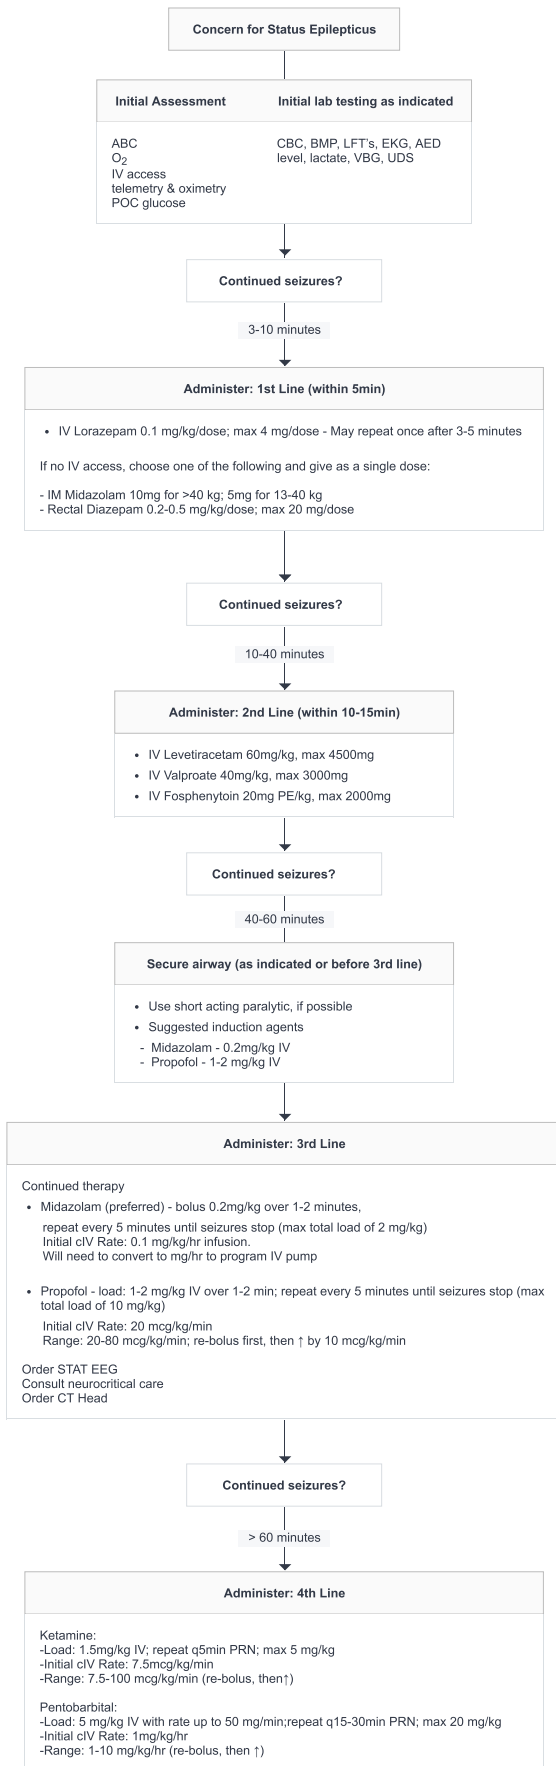 Concern for Status Epilepticus
Initial Assessment
ABC
O2
IV access
telemetry & oximetry
POC glucose
Initial lab testing as indicated
CBC, BMP, LFT's, EKG, AED
level, lactate, VBG, UDS
Continued seizures?
3-10 minutes
Administer: 1st Line (within 5min)
• IV Lorazepam 0.1 mg/kg/dose; max 4 mg/dose - May repeat once after 3-5 minutes
If no IV access, choose one of the following and give as a single dose:
- IM Midazolam 10mg for >40 kg; 5mg for 13-40 kg
- Rectal Diazepam 0.2-0.5 mg/kg/dose; max 20 mg/dose
Continued seizures?
10-40 minutes
Administer: 2nd Line (within 10-15min)
• IV Levetiracetam 60mg/kg, max 4500mg
• IV Valproate 40mg/kg, max 3000mg
• IV Fosphenytoin 20mg PE/kg, max 2000mg
Continued seizures?
40-60 minutes
Secure airway (as indicated or before 3rd line)
• Use short acting paralytic, if possible
• Suggested induction agents
- Midazolam - 0.2mg/kg IV
- Propofol - 1-2 mg/kg IV
Administer: 3rd Line
Continued therapy
• Midazolam (preferred) - bolus 0.2mg/kg over 1-2 minutes,
repeat every 5 minutes until seizures stop (max total load of 2 mg/kg)
Initial cIV Rate: 0.1 mg/kg/hr infusion.
Will need to convert to mg/hr to program IV pump
• Propofol - load: 1-2 mg/kg IV over 1-2 min; repeat every 5 minutes until seizures stop (max
total load of 10 mg/kg)
Initial cIV Rate: 20 mcg/kg/min
Range: 20-80 mcg/kg/min; re-bolus first, then ↑ by 10 mcg/kg/min
Order STAT EEG
Consult neurocritical care
Order CT Head
Continued seizures?
> 60 minutes
Administer: 4th Line
Ketamine:
-Load: 1.5mg/kg IV; repeat q5min PRN; max 5 mg/kg
-Initial cIV Rate: 7.5mcg/kg/min
-Range: 7.5-100 mcg/kg/min (re-bolus, then↑)
Pentobarbital:
-Load: 5 mg/kg IV with rate up to 50 mg/min;repeat q15-30min PRN; max 20 mg/kg
-Initial cIV Rate: 1mg/kg/hr
-Range: 1-10 mg/kg/hr (re-bolus, then ↑)